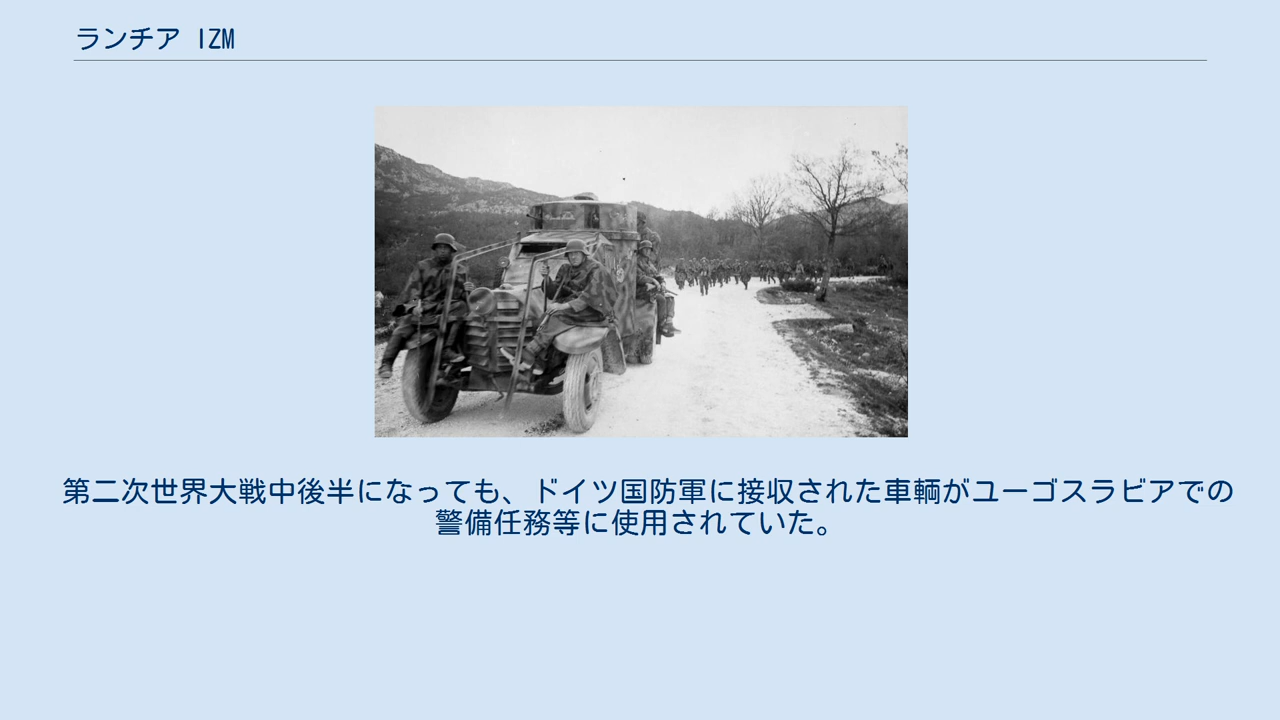 ランチア IZM
第二次世界大戦中後半になっても、ドイツ国防軍に接収された車輌がユーゴスラビアでの
警備任務等に使用されていた。